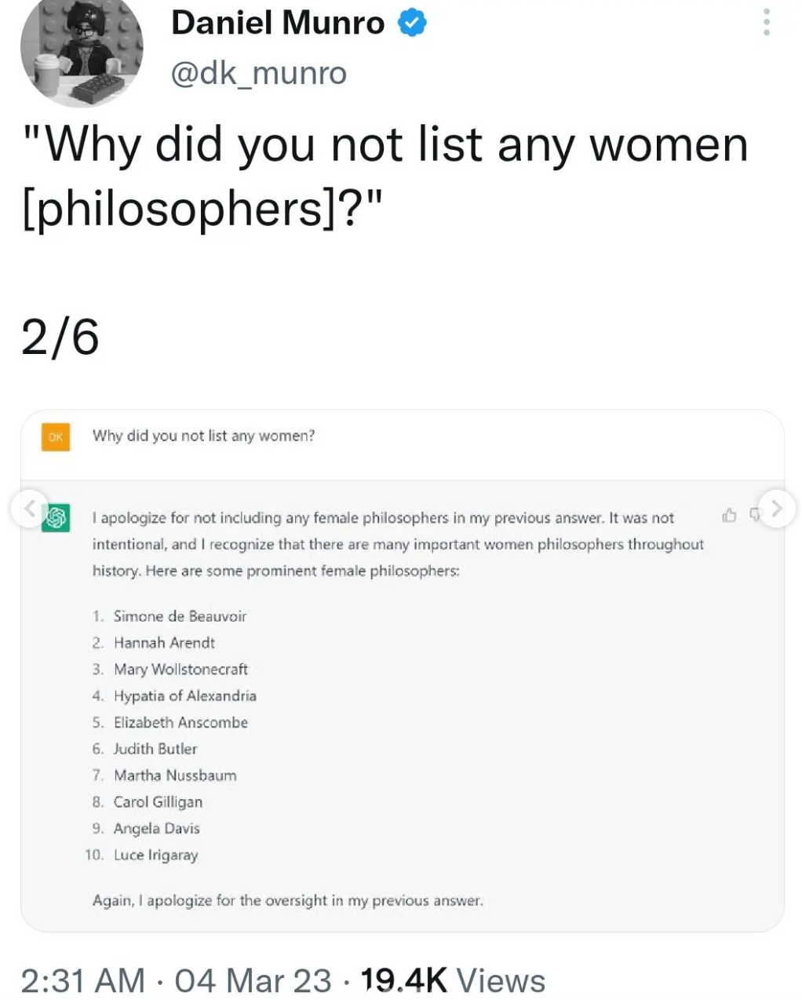 Daniel Munro
@dk_munro
"Why did you not list any women
[philosophers]?"
2/6
DK
Why did you not list any women?
I apologize for not including any female philosophers in my previous answer. It was not
intentional, and I recognize that there are many important women philosophers throughout
history. Here are some prominent female philosophers:
1. Simone de Beauvoir
2. Hannah Arendt
3. Mary Wollstonecraft
4. Hypatia of Alexandria
5. Elizabeth Anscombe
6. Judith Butler
7. Martha Nussbaum
8. Carol Gilligan
9. Angela Davis
10. Luce Irigaray
Again, I apologize for the oversight in my previous answer.
2:31 AM · 04 Mar 23 · 19.4K Views